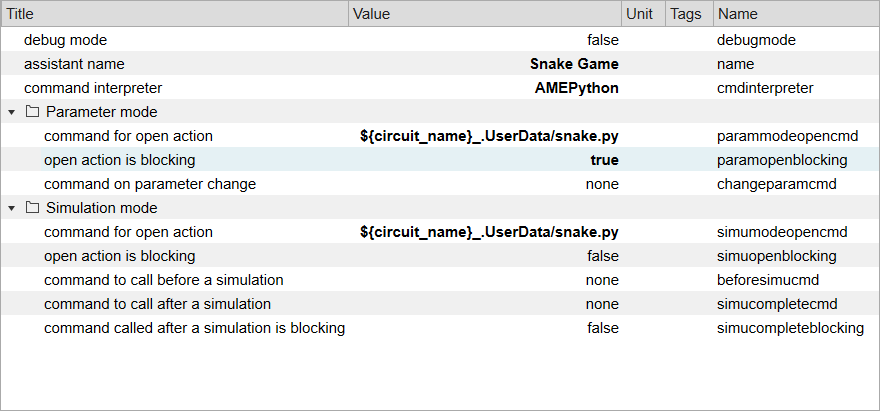 Title Value Unit Tags Name
debug mode false debugmode
assistant name Snake Game name
command interpreter AMEPython cmdinterpreter
Parameter mode
command for open action ${circuit_name}_.UserData/snake.py parammodeopencmd
open action is blocking true paramopenblocking
command on parameter change none changeparamcmd
Simulation mode
command for open action ${circuit_name}_.UserData/snake.py simumodeopencmd
open action is blocking false simuopenblocking
command to call before a simulation none beforesimucmd
command to call after a simulation none simucompletecmd
command called after a simulation is blocking false simucompleteblocking